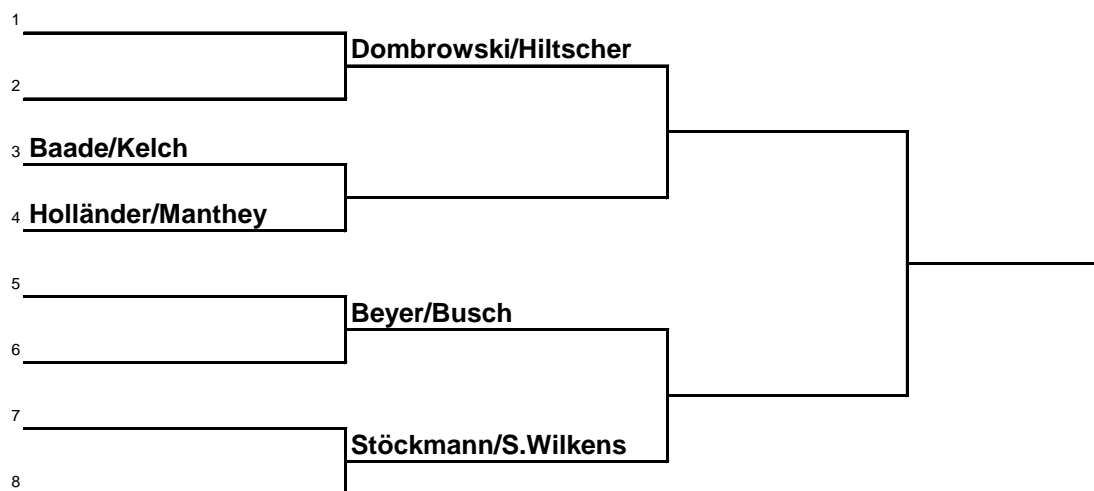 1
Dombrowski/Hiltscher
2
3 Baade/Kelch
4 Holländer/Manthey
5
Beyer/Busch
6
7
Stöckmann/S.Wilkens
8